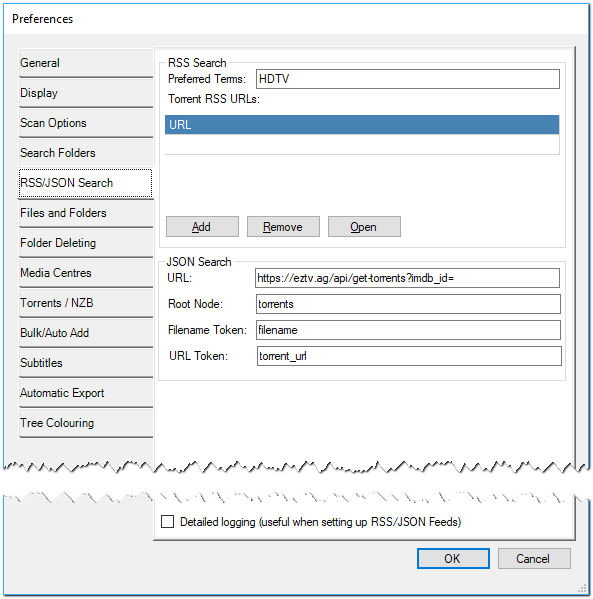 Preferences
General
Display
Scan Options
Search Folders
RSS/JSON Search
Files and Folders
Folder Deleting
Media Centres
Torrents / NZB
Bulk/Auto Add
Subtitles
Automatic Export
Tree Colouring
RSS Search
Preferred Terms: HDTV
Torrent RSS URLs:
URL
Add Remove Open
JSON Search
URL: https://eztv.ag/api/get-torrents?imdb_id=
Root Node: torrents
Filename Token: filename
URL Token: torrent_url
Detailed logging (useful when setting up RSS/JSON Feeds)
OK Cancel